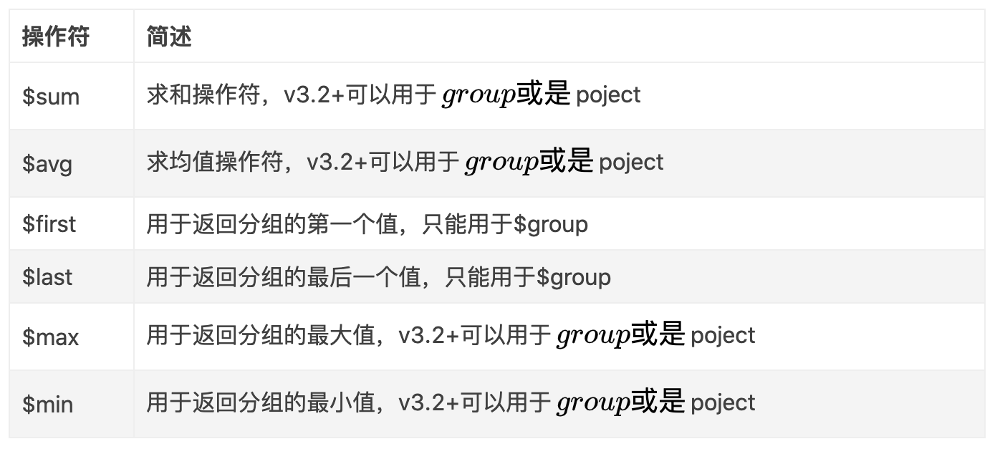 操作符 简述
$sum 求和操作符，v3.2+可以用于 group或是 poject
$avg 求均值操作符，v3.2+可以用于 group或是 poject
$first 用于返回分组的第一个值，只能用于$group
$last 用于返回分组的最后一个值，只能用于$group
$max 用于返回分组的最大值，v3.2+可以用于 group或是 poject
$min 用于返回分组的最小值，v3.2+可以用于 group或是 poject